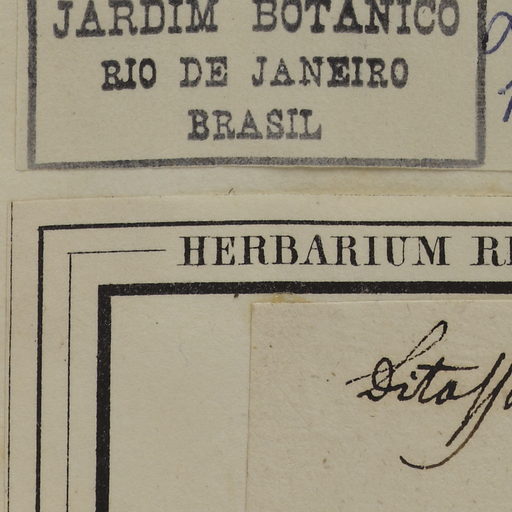 JARDIM BOTANICO
RIO DE JANEIRO
BRASIL
HERBARIUM